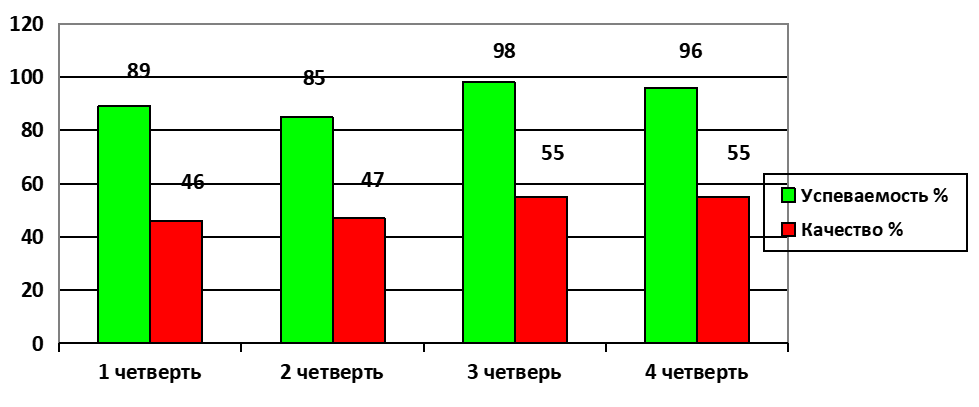 120
100
80
60
40
20
0
89
46
85
47
98
55
96
55
1 четверть
2 четверть
3 четверь
4 четверть
Успеваемость %
Качество %